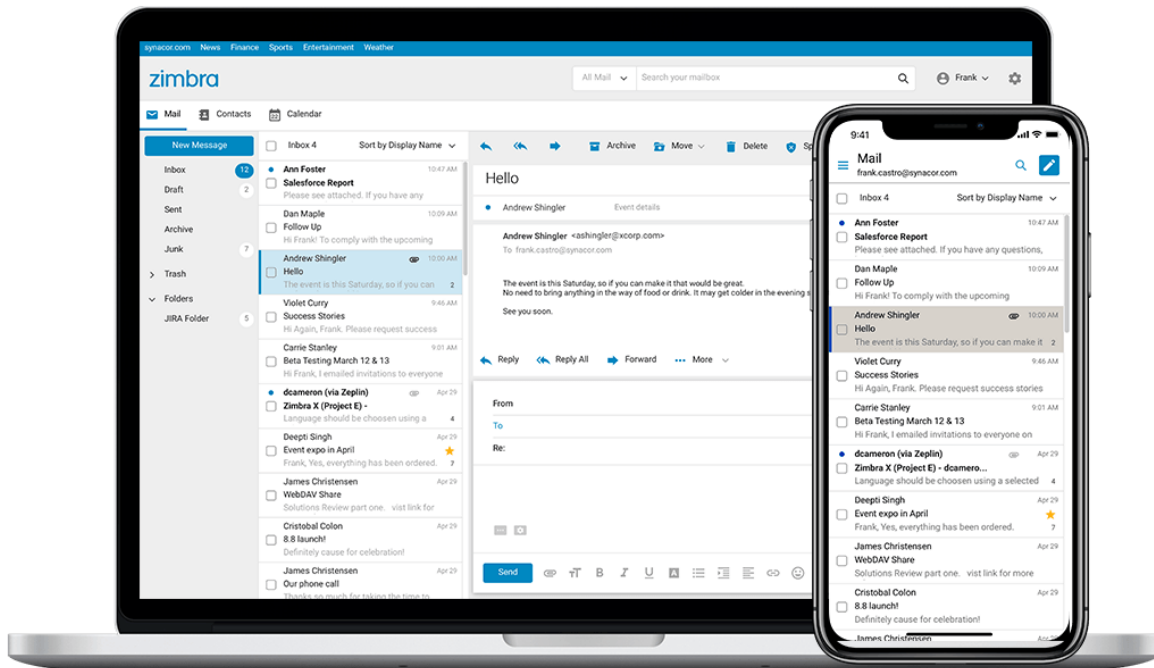 synacor.com News Finance Sports Entertainment Weather
zimbra
All Mail Search your mailbox Frank
Mail Contacts Calendar
New Message
Inbox 12
Draft 2
Sent
Archive
Junk 7
Trash
Folders
JIRA Folder 5
Inbox 4 Sort by Display Name
Ann Foster 10:47 AM
Salesforce Report
Please see attached. If you have any
Dan Maple 10:09 AM
Follow Up
Hi Frank! To comply with the upcoming
Andrew Shingler 10:00 AM
Hello
The event is this Saturday, so if you can 2
Violet Curry 9:46 AM
Success Stories
Hi Again, Frank. Please request success
Carrie Stanley 9:01 AM
Beta Testing March 12 & 13
Hi Frank, I emailed invitations to everyone
dcameron (via Zeplin) Apr 29
Zimbra X (Project E) -
Language should be choosen using a 4
Deepti Singh Apr 29
Event expo in April
Frank, Yes, everything has been ordered. 7
James Christensen Apr 29
WebDAV Share
Solutions Review part one. vist link for
Cristobal Colon Apr 29
8.8 launch!
Definitely cause for celebration!
James Christensen Apr 29
Our phone call
Thanks so much for taking the time to
Archive Move Delete Sp
Hello
Andrew Shingler Event details
Andrew Shingler <ashingler@xcorp.com>
To frank.castro@synacor.com
The event is this Saturday, so if you can make it that would be great.
No need to bring anything in the way of food or drink. It may get colder in the evening s
See you soon.
Reply Reply All Forward More
From
To
Re:
Send
9:41
Mail
frank.castro@synacor.com
Inbox 4 Sort by Display Name
Ann Foster 10:47 AM
Salesforce Report
Please see attached. If you have any questions,
Dan Maple 10:09 AM
Follow Up
Hi Frank! To comply with the upcoming
Andrew Shingler 10:00 AM
Hello
The event is this Saturday, so if you can make it 2
Violet Curry 9:46 AM
Success Stories
Hi Again, Frank. Please request success stories
Carrie Stanley 9:01 AM
Beta Testing March 12 & 13
Hi Frank, I emailed invitations to everyone on
dcameron (via Zeplin) Apr 29
Zimbra X (Project E) - dcamero...
Language should be choosen using a selected 4
Deepti Singh Apr 29
Event expo in April
Frank, Yes, everything has been ordered. 7
James Christensen Apr 29
WebDAV Share
Solutions Review part one. vist link for more
Cristobal Colon Apr 29
8.8 launch!
Definitely cause for celebration!
James Christensen Apr 29